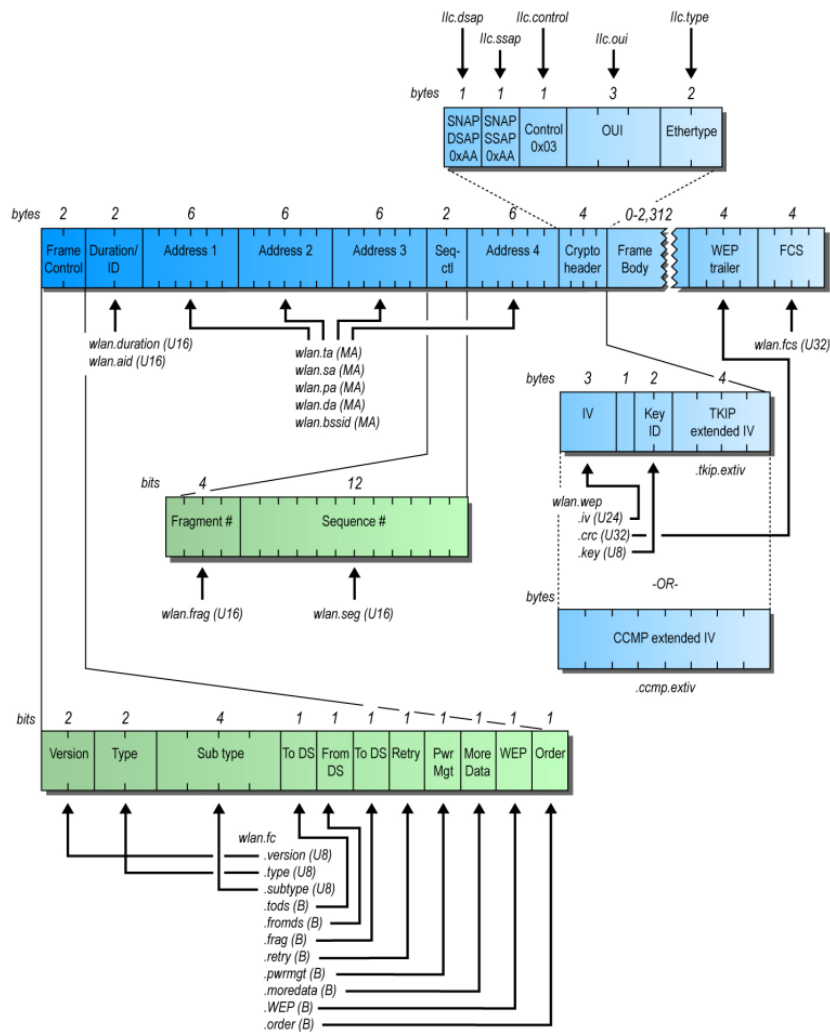 llc.dsap llc.control llc.type
llc.ssap llc.oui
bytes 1 1 1 3 2
SNAP DSAP 0xAA
SNAP SSAP 0xAA
Control 0x03
OUI
Ethertype
bytes 2 2 6 6 6 2 6 4 0-2,312 4 4
Frame Control
Duration/ ID
Address 1
Address 2
Address 3
Seq- ctl
Address 4
Crypto header
Frame Body
WEP trailer
FCS
wlan.duration (U16)
wlan.aid (U16)
wlan.ta (MA)
wlan.sa (MA)
wlan.pa (MA)
wlan.da (MA)
wlan.bssid (MA)
wlan.fcs (U32)
bytes 3 1 2 4
IV
Key ID
TKIP extended IV
.tkip.extiv
wlan.wep
.iv (U24)
.crc (U32)
.key (U8)
-OR-
bytes
CCMP extended IV
.ccmp.extiv
bits 4 12
Fragment #
Sequence #
wlan.frag (U16)
wlan.seg (U16)
bits 2 2 4 1 1 1 1 1 1 1 1
Version
Type
Sub type
To DS
From DS
To DS
Retry
Pwr Mgt
More Data
WEP
Order
wlan.fc
.version (U8)
.type (U8)
.subtype (U8)
.tods (B)
.fromds (B)
.frag (B)
.retry (B)
.pwrmgt (B)
.moredata (B)
.WEP (B)
.order (B)